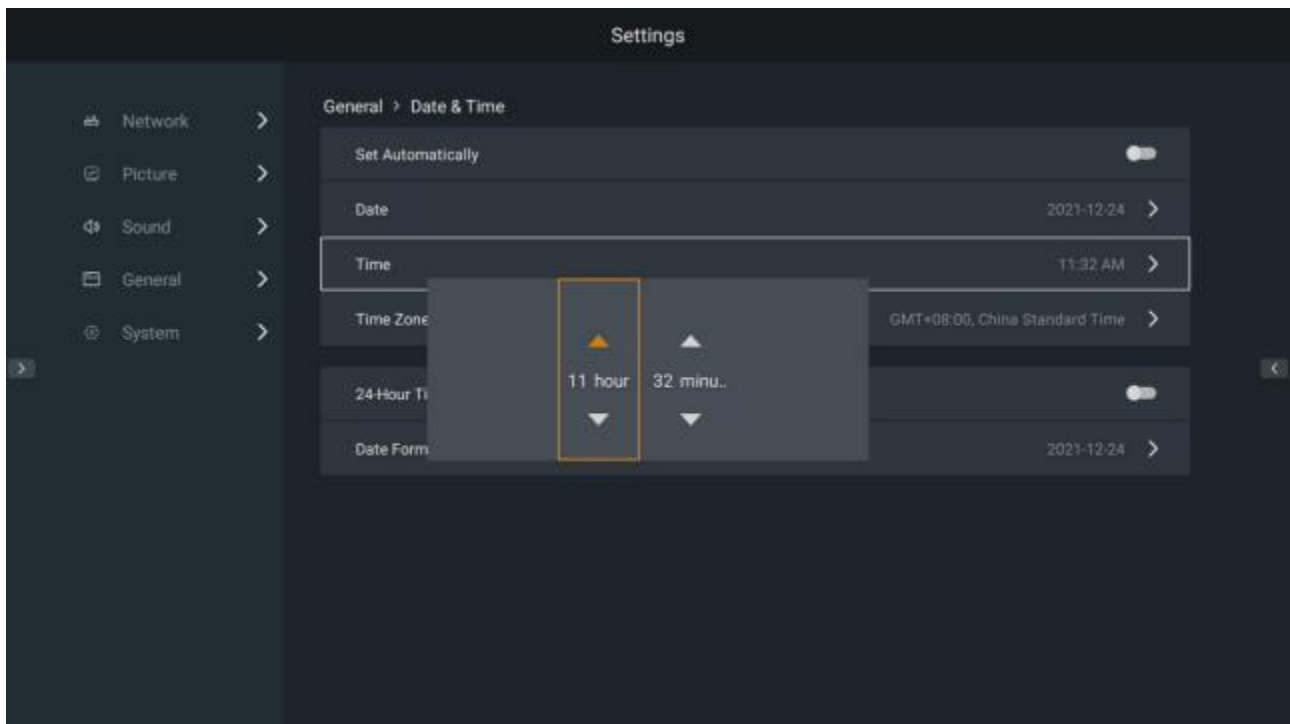 Settings
Network
Picture
Sound
General
System
General > Date & Time
Set Automatically
Date 2021-12-24
Time 11:32 AM
Time Zone GMT+08:00, China Standard Time
24-Hour Ti
Date Form 2021-12-24
11 hour 32 minu..